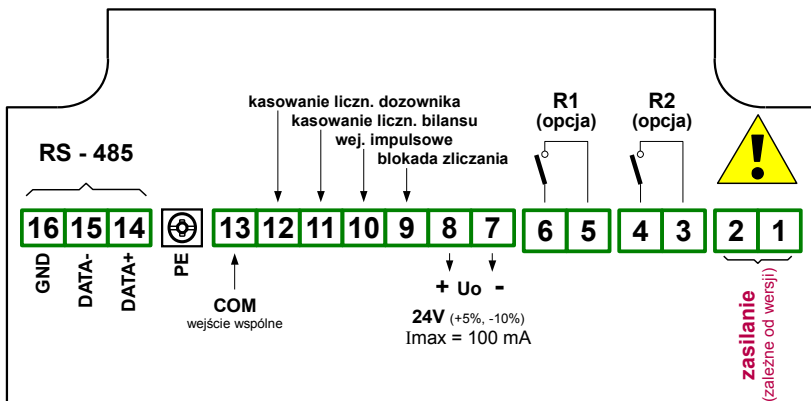 kasowanie liczn. dozownika
kasowanie liczn. bilansu
wej. impulsowe
blokada zliczania
R1
(opcja)
R2
(opcja)
RS - 485
16 15 14 PE 13 12 11 10 9 8 7 6 5 4 3 2 1
GND
DATA-
DATA+
COM
wejście wspólne
+ Uo -
24V (+5%, -10%)
Imax = 100 mA
zasilanie
(zależne od wersji)